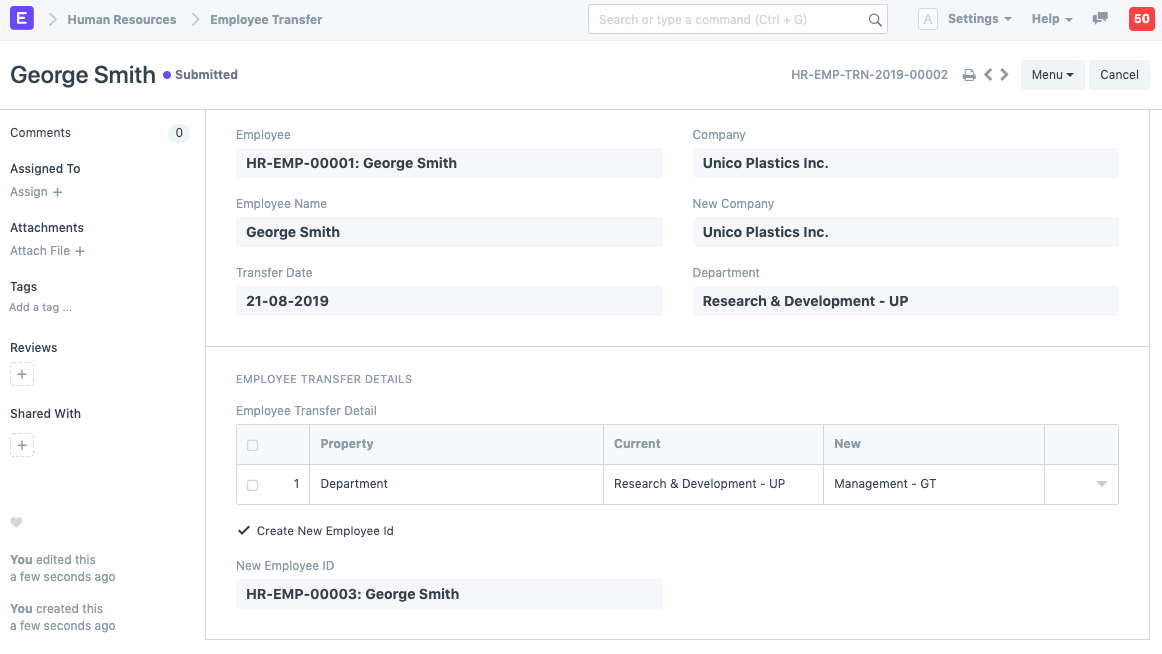 E Human Resources Employee Transfer Search or type a command (Ctrl + G) A Settings Help 50
George Smith Submitted HR-EMP-TRN-2019-00002 Menu Cancel
Comments 0
Assigned To
Assign +
Attachments
Attach File +
Tags
Add a tag ...
Reviews
+
Shared With
+
You edited this
a few seconds ago
You created this
a few seconds ago
Employee
HR-EMP-00001: George Smith
Company
Unico Plastics Inc.
Employee Name
George Smith
New Company
Unico Plastics Inc.
Transfer Date
21-08-2019
Department
Research & Development - UP
EMPLOYEE TRANSFER DETAILS
Employee Transfer Detail
Property Current New
1 Department Research & Development - UP Management - GT
Create New Employee Id
New Employee ID
HR-EMP-00003: George Smith